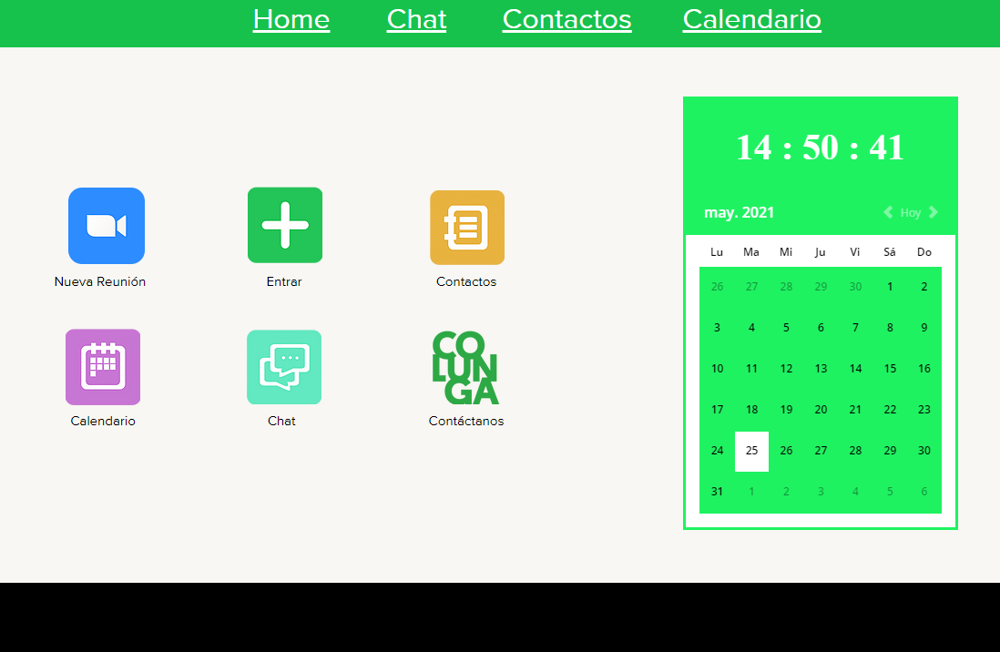 Home Chat Contactos Calendario
14 : 50 : 41
may. 2021 Hoy
Lu Ma Mi Ju Vi Sá Do
26 27 28 29 30 1 2
3 4 5 6 7 8 9
10 11 12 13 14 15 16
17 18 19 20 21 22 23
24 25 26 27 28 29 30
31 1 2 3 4 5 6
Nueva Reunión Entrar Contactos
CO
LUN
GA
Calendario Chat Contáctanos